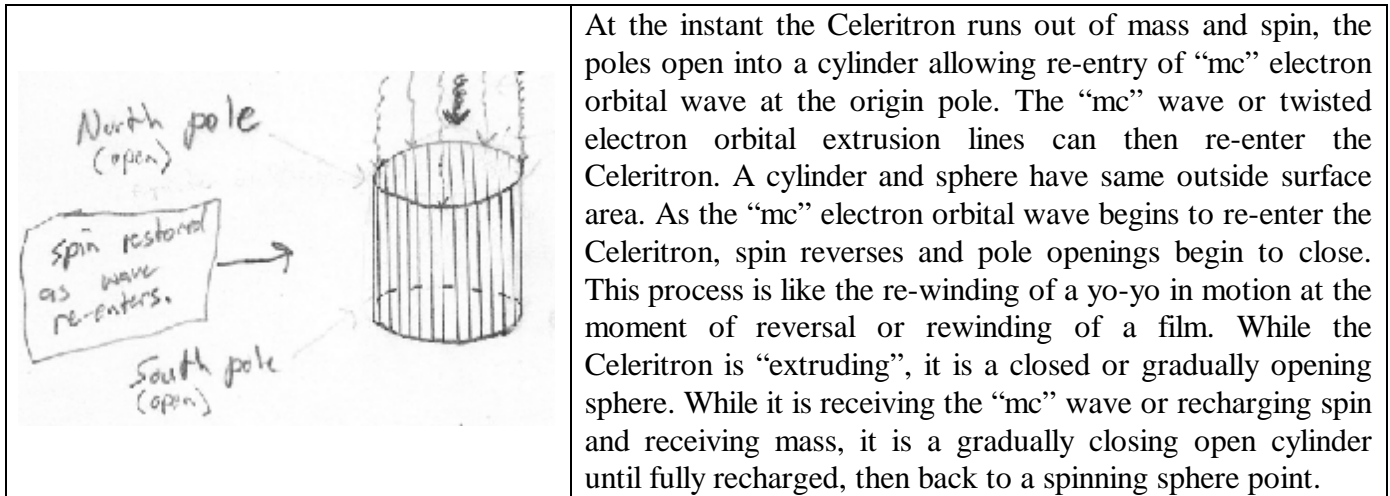 North pole
(open)
spin restored
as wave
re-enters.
South pole
(open)
At the instant the Celeritron runs out of mass and spin, the
poles open into a cylinder allowing re-entry of “mc” electron
orbital wave at the origin pole. The “mc” wave or twisted
electron orbital extrusion lines can then re-enter the
Celeritron. A cylinder and sphere have same outside surface
area. As the “mc” electron orbital wave begins to re-enter the
Celeritron, spin reverses and pole openings begin to close.
This process is like the re-winding of a yo-yo in motion at the
moment of reversal or rewinding of a film. While the
Celeritron is “extruding”, it is a closed or gradually opening
sphere. While it is receiving the “mc” wave or recharging spin
and receiving mass, it is a gradually closing open cylinder
until fully recharged, then back to a spinning sphere point.